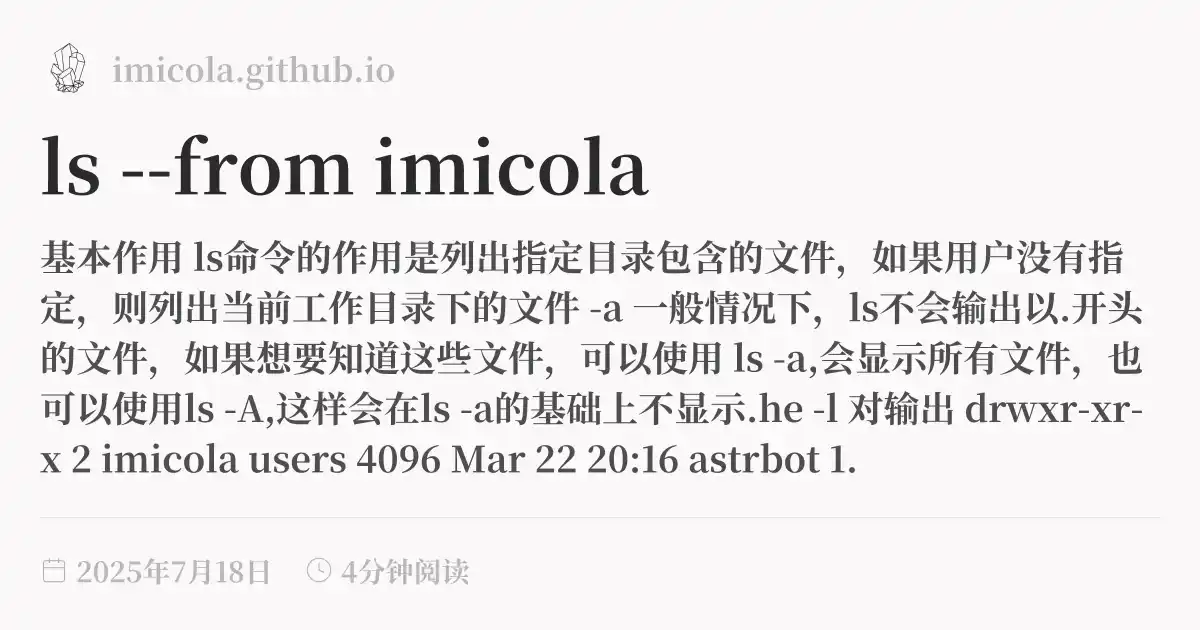 imicola.github.io
ls --from imicola
基本作用 ls命令的作用是列出指定目录包含的文件，如果用户没有指
定，则列出当前工作目录下的文件 -a 一般情况下，ls不会输出以.开头
的文件，如果想要知道这些文件，可以使用 ls -a,会显示所有文件，也
可以使用ls -A,这样会在ls -a的基础上不显示.he -l 对输出 drwxr-xr-
x 2 imicola users 4096 Mar 22 20:16 astrbot 1.
2025年7月18日 4分钟阅读